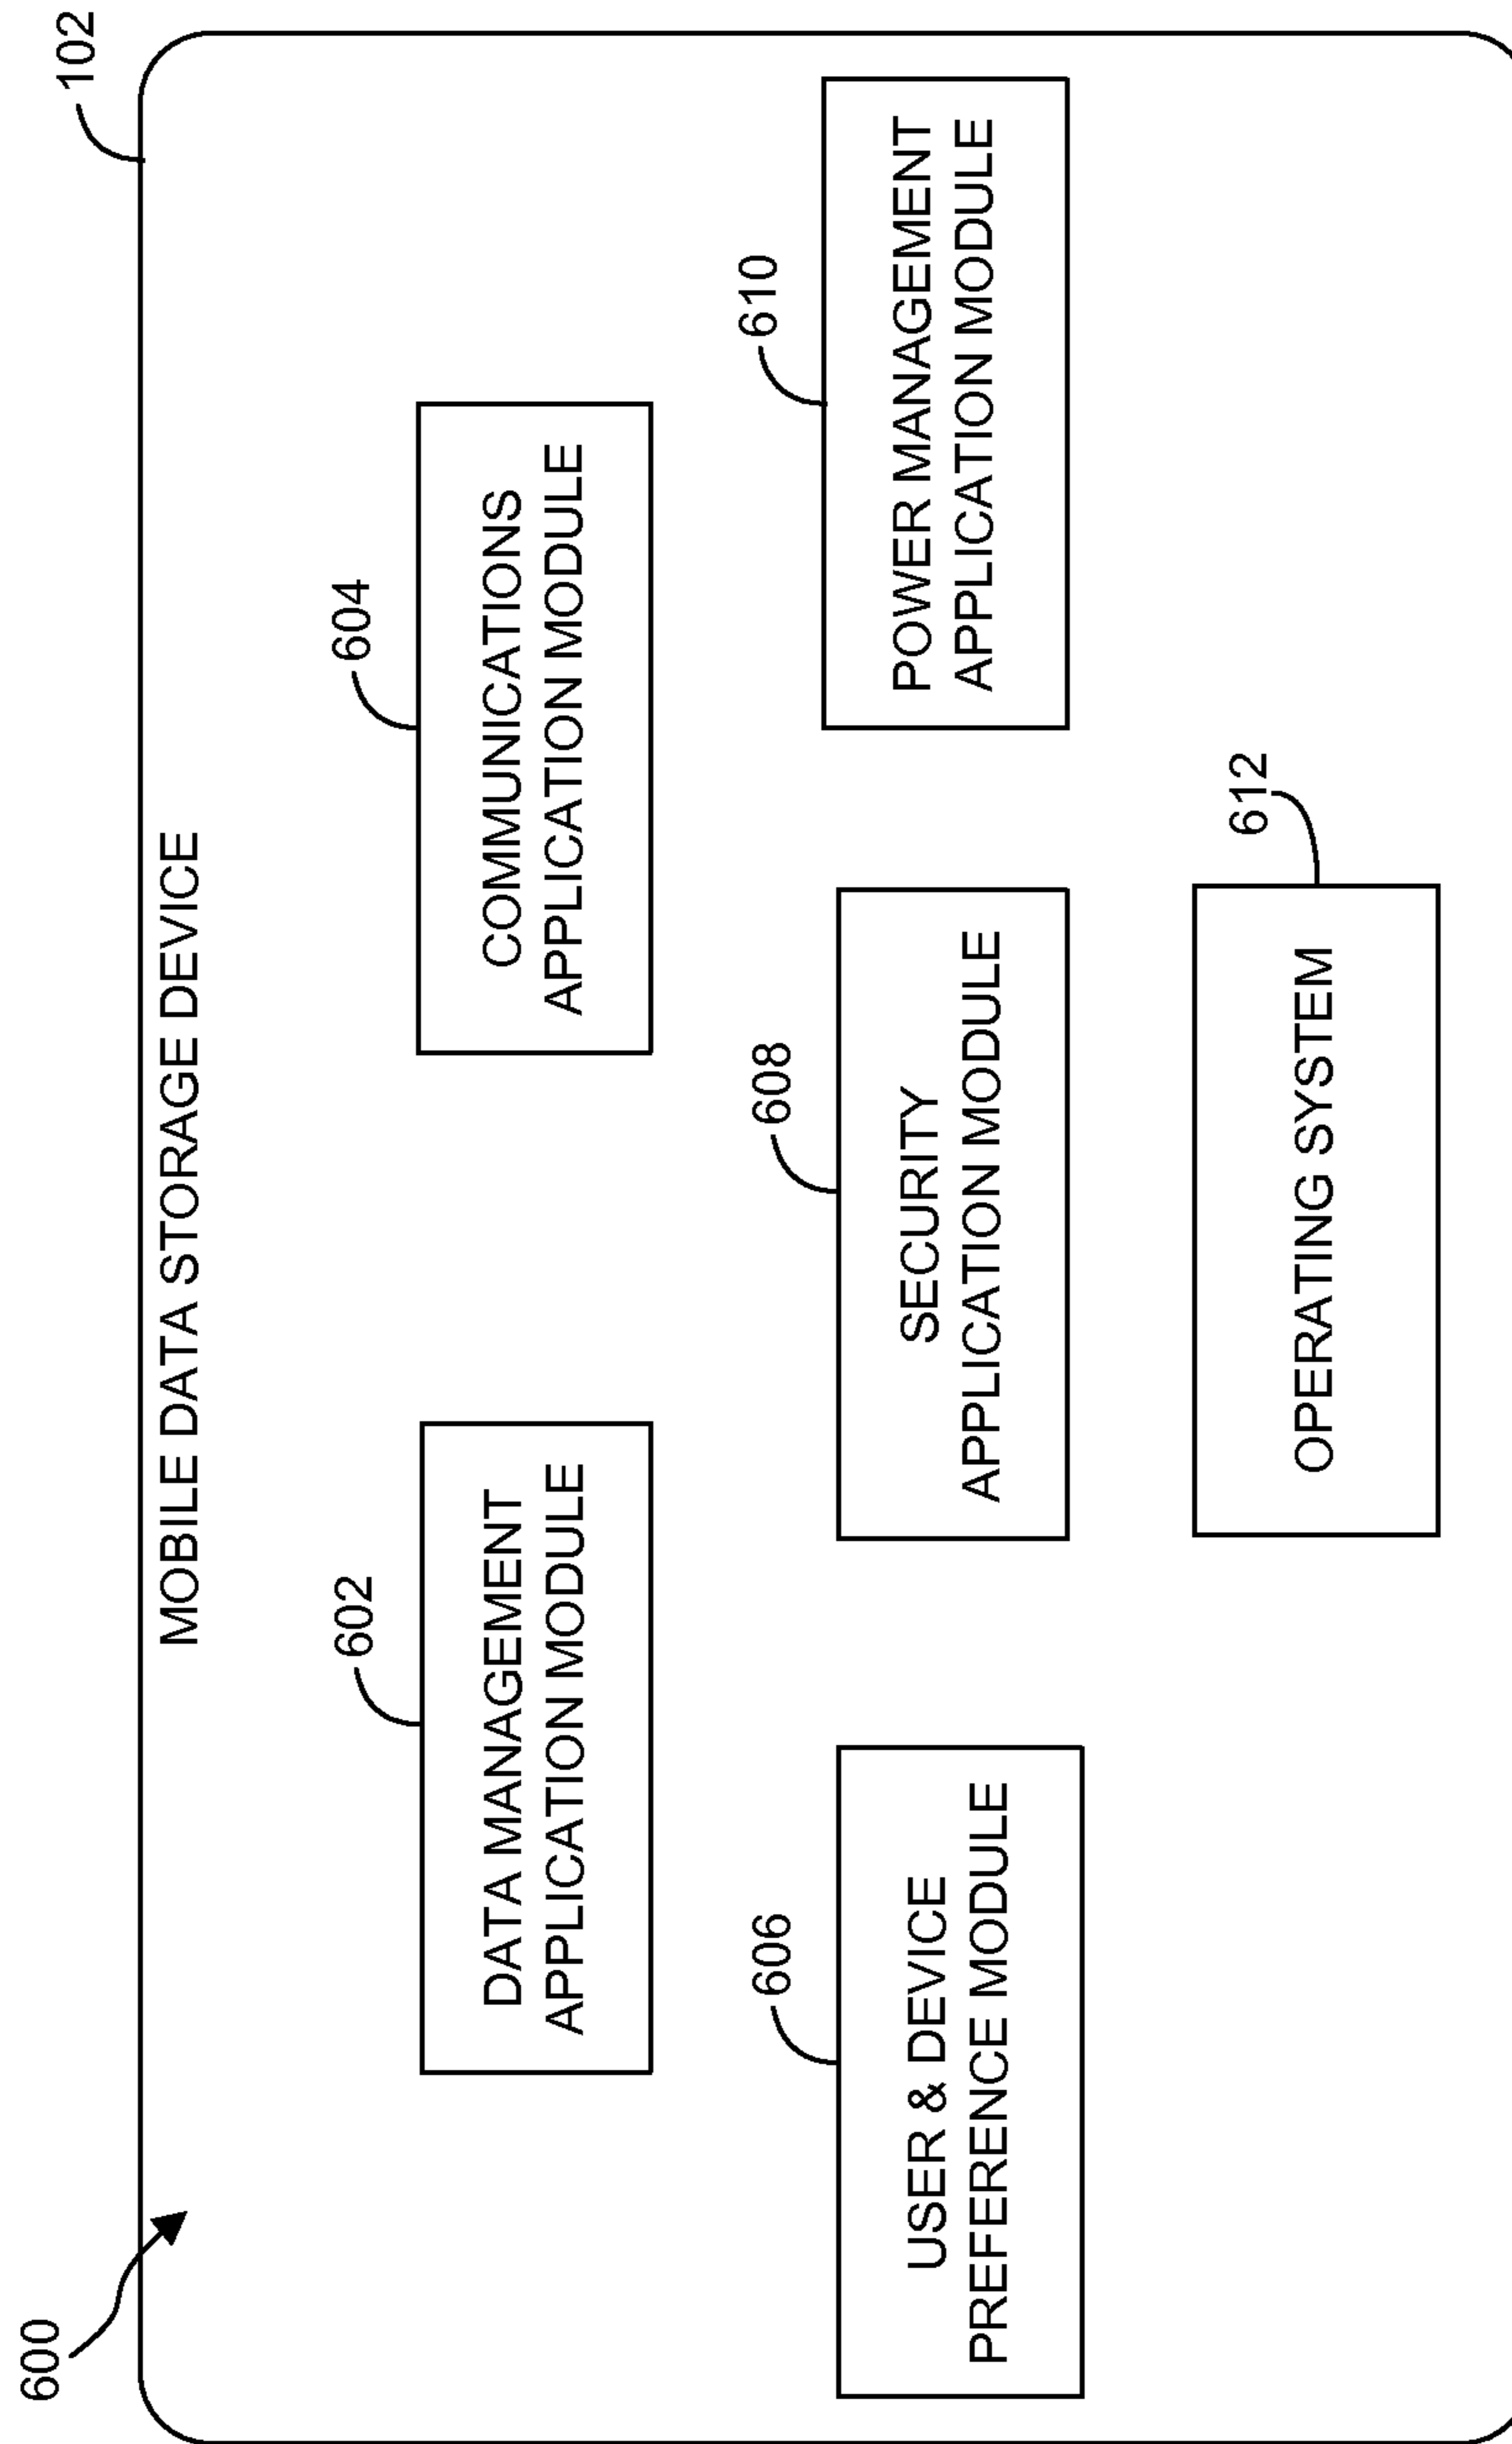 600
102
MOBILE DATA STORAGE DEVICE
602
DATA MANAGEMENT
APPLICATION MODULE
604
COMMUNICATIONS
APPLICATION MODULE
606
USER & DEVICE
PREFERENCE MODULE
608
SECURITY
APPLICATION MODULE
610
POWER MANAGEMENT
APPLICATION MODULE
612
OPERATING SYSTEM